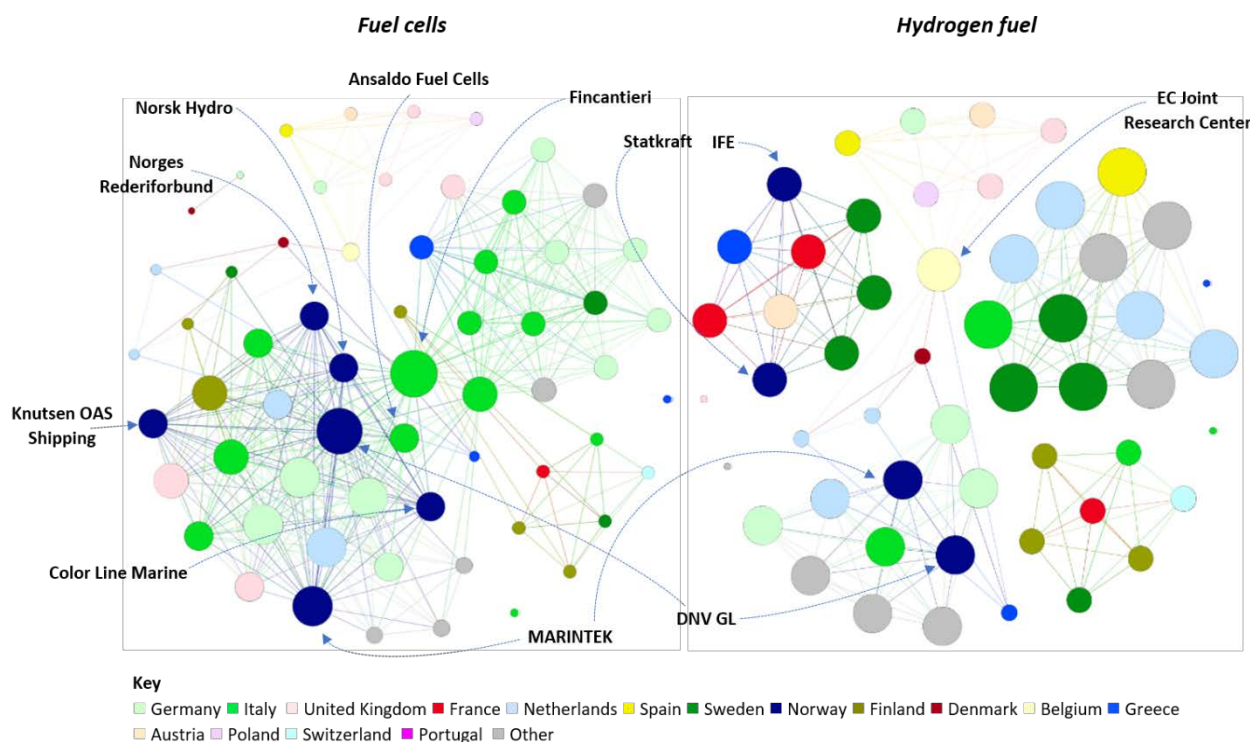 Fuel cells
Hydrogen fuel
Ansaldo Fuel Cells
Norsk Hydro
Fincantieri
EC Joint
Research Center
Statkraft
IFE
Norges
Rederiforbund
Knutsen OAS
Shipping
Color Line Marine
DNV GL
MARINTEK
Key
Germany Italy United Kingdom France Netherlands Spain Sweden Norway Finland Denmark Belgium Greece
Austria Poland Switzerland Portugal Other